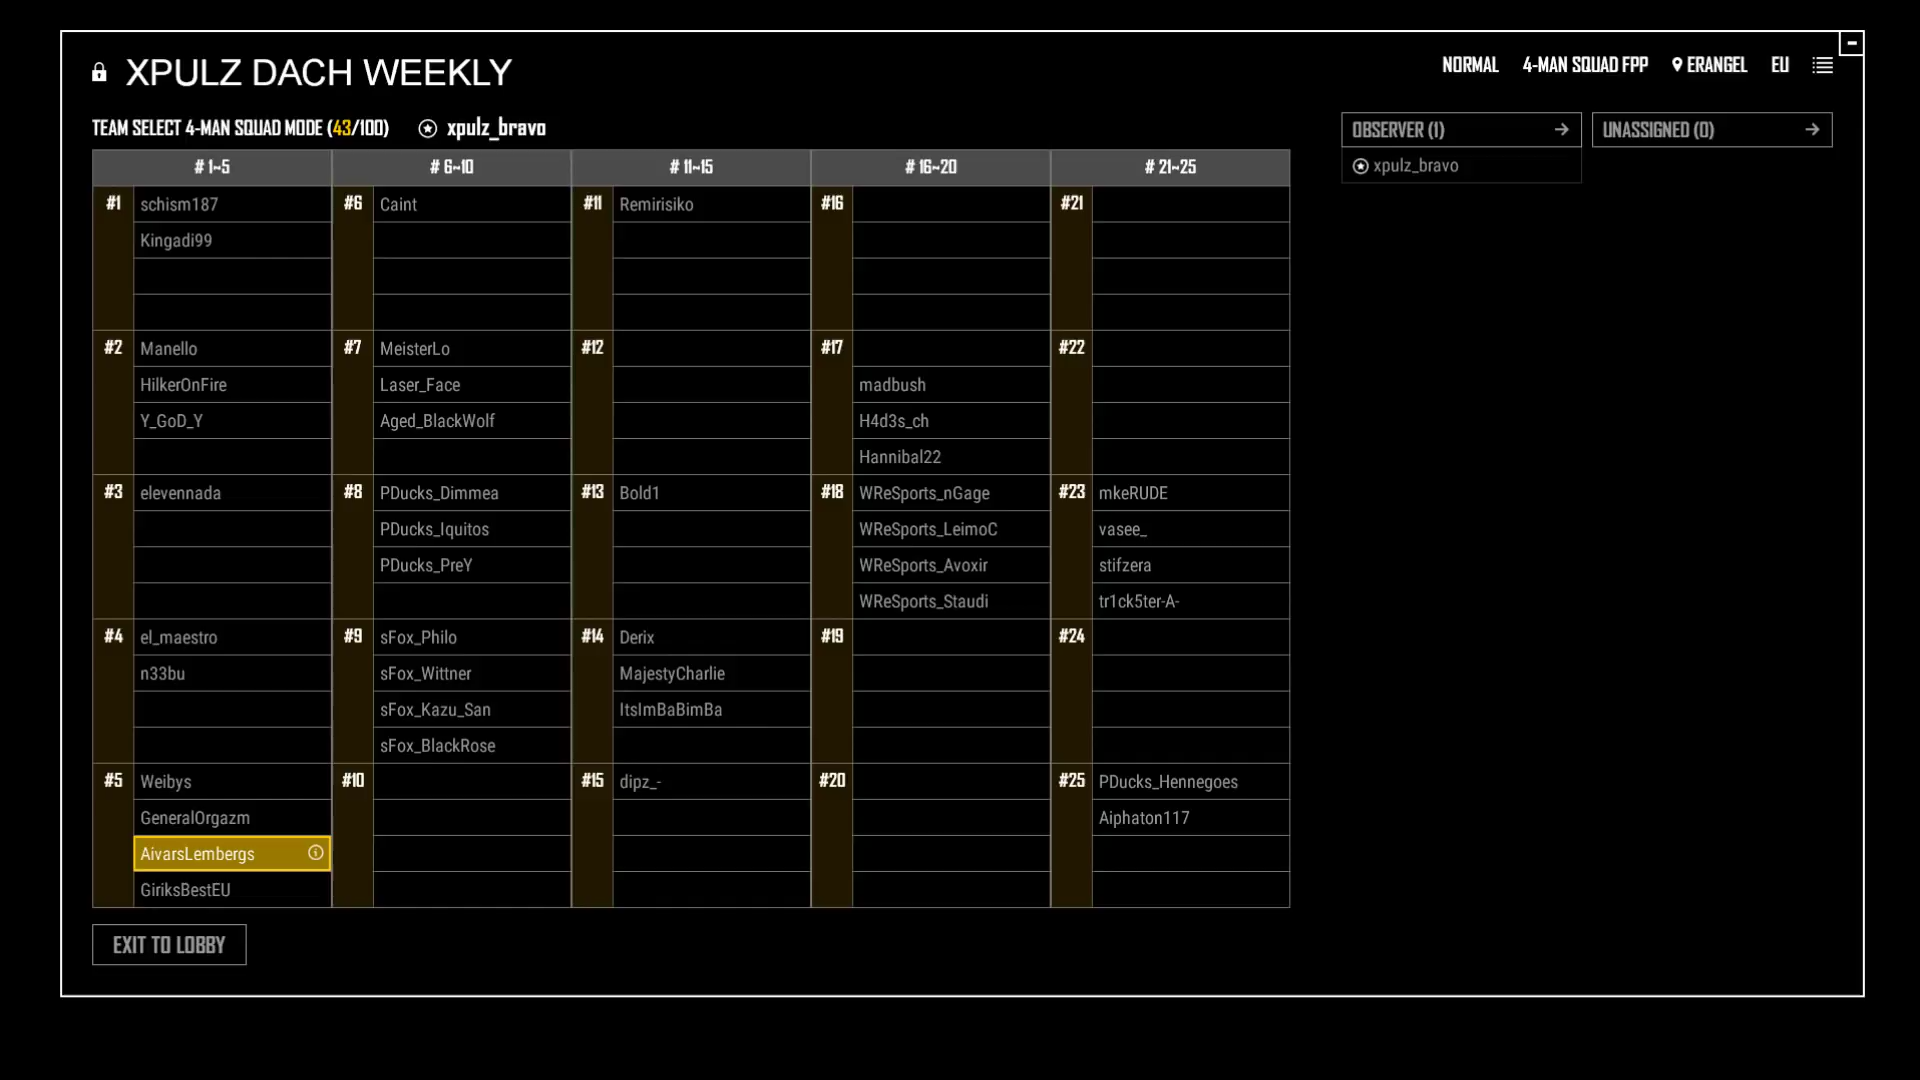 XPULZ DACH WEEKLY
NORMAL 4-MAN SQUAD FPP ERANGEL EU
TEAM SELECT 4-MAN SQUAD MODE (43/100) xpulz_bravo
OBSERVER (1)
xpulz_bravo
UNASSIGNED (0)
# 1~5
#1 schism187
Kingadi99
#2 Manello
HilkerOnFire
Y_GoD_Y
#3 elevennada
#4 el_maestro
n33bu
#5 Weibys
GeneralOrgazm
AivarsLembergs
GiriksBestEU
# 6~10
#6 Caint
#7 MeisterLo
Laser_Face
Aged_BlackWolf
#8 PDucks_Dimmea
PDucks_Iquitos
PDucks_PreY
#9 sFox_Philo
sFox_Wittner
sFox_Kazu_San
sFox_BlackRose
#10
# 11~15
#11 Remirisiko
#12
#13 Bold1
#14 Derix
MajestyCharlie
ItsImBaBimBa
#15 dipz_-
# 16~20
#16
#17
madbush
H4d3s_ch
Hannibal22
#18 WReSports_nGage
WReSports_LeimoC
WReSports_Avoxir
WReSports_Staudi
#19
#20
# 21~25
#21
#22
#23 mkeRUDE
vasee_
stifzera
tr1ck5ter-A-
#24
#25 PDucks_Hennegoes
Aiphaton117
EXIT TO LOBBY